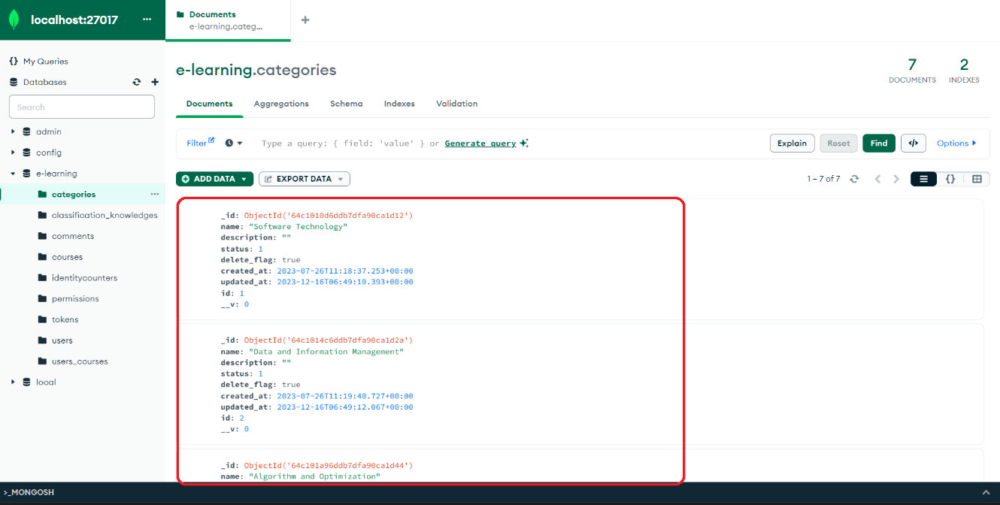 localhost:27017
Documents
e-learning.categ...
My Queries
Databases
Search
admin
config
e-learning
categories
classification_knowledges
comments
courses
identitycounters
permissions
tokens
users
users_courses
local
e-learning.categories
7
DOCUMENTS
2
INDEXES
Documents Aggregations Schema Indexes Validation
Filter Type a query: { field: 'value' } or Generate query Explain Reset Find </> Options
ADD DATA EXPORT DATA 1 – 7 of 7 {}
_id: ObjectId('64c1010d6ddb7dfa90ca1d12')
name: "Software Technology"
description: ""
status: 1
delete_flag: true
created_at: 2023-07-26T11:18:37.253+00:00
updated_at: 2023-12-16T06:49:10.393+00:00
id: 1
__v: 0
_id: ObjectId('64c1014c6ddb7dfa90ca1d2a')
name: "Data and Information Management"
description: ""
status: 1
delete_flag: true
created_at: 2023-07-26T11:19:40.727+00:00
updated_at: 2023-12-16T06:49:12.067+00:00
id: 2
__v: 0
_id: ObjectId('64c101a96ddb7dfa90ca1d44')
name: "Algorithm and Optimization"
>_MONGOSH